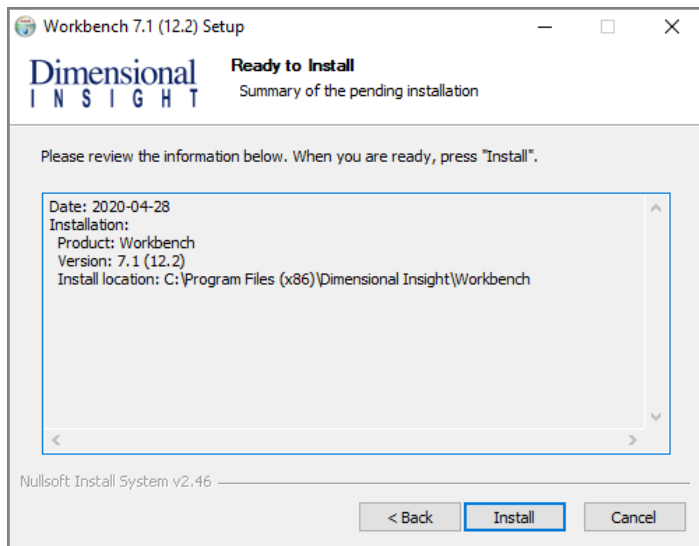 Workbench 7.1 (12.2) Setup
Dimensional
INSIGHT
Ready to Install
Summary of the pending installation
Please review the information below. When you are ready, press "Install".
Date: 2020-04-28
Installation:
Product: Workbench
Version: 7.1 (12.2)
Install location: C:\Program Files (x86)\Dimensional Insight\Workbench
Nullsoft Install System v2.46
< Back
Install
Cancel